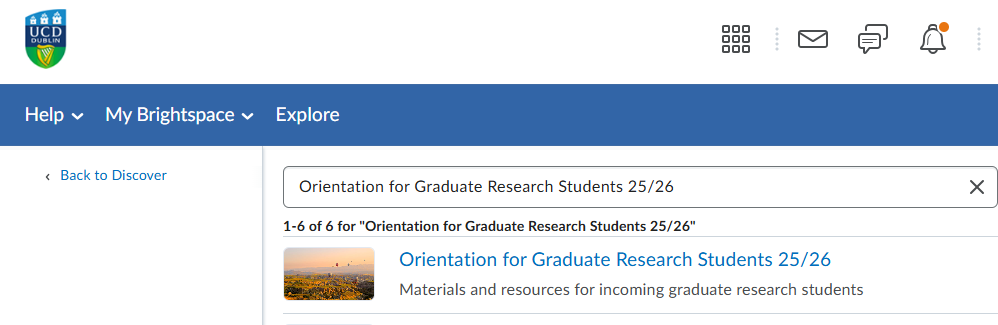 UCD
DUBLIN
Help
My Brightspace
Explore
Back to Discover
Orientation for Graduate Research Students 25/26
1-6 of 6 for "Orientation for Graduate Research Students 25/26"
Orientation for Graduate Research Students 25/26
Materials and resources for incoming graduate research students